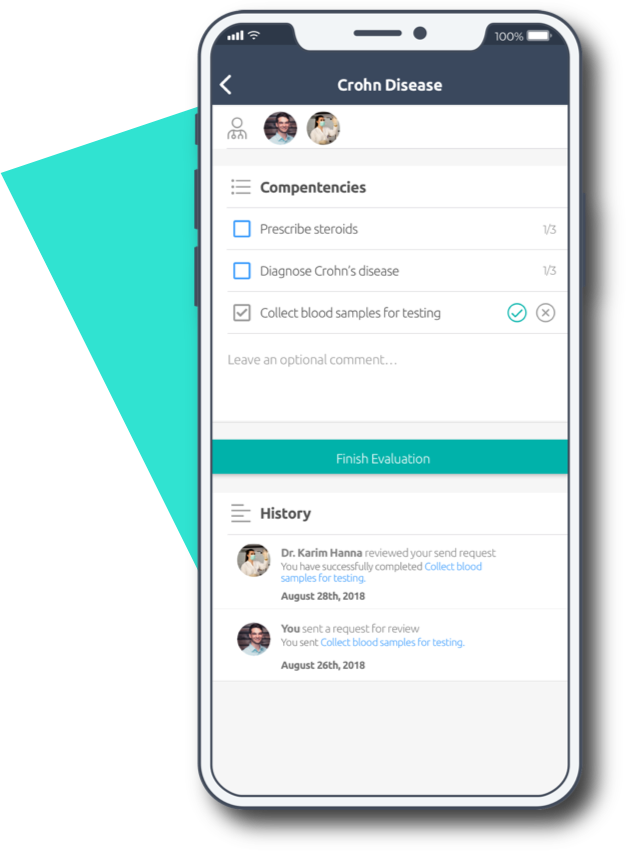 100%
Crohn Disease
Compentencies
Prescribe steroids 1/3
Diagnose Crohn's disease 1/3
Collect blood samples for testing
Leave an optional comment...
Finish Evaluation
History
Dr. Karim Hanna reviewed your send request
You have successfully completed Collect blood
samples for testing.
August 28th, 2018
You sent a request for review
You sent Collect blood samples for testing.
August 26th, 2018